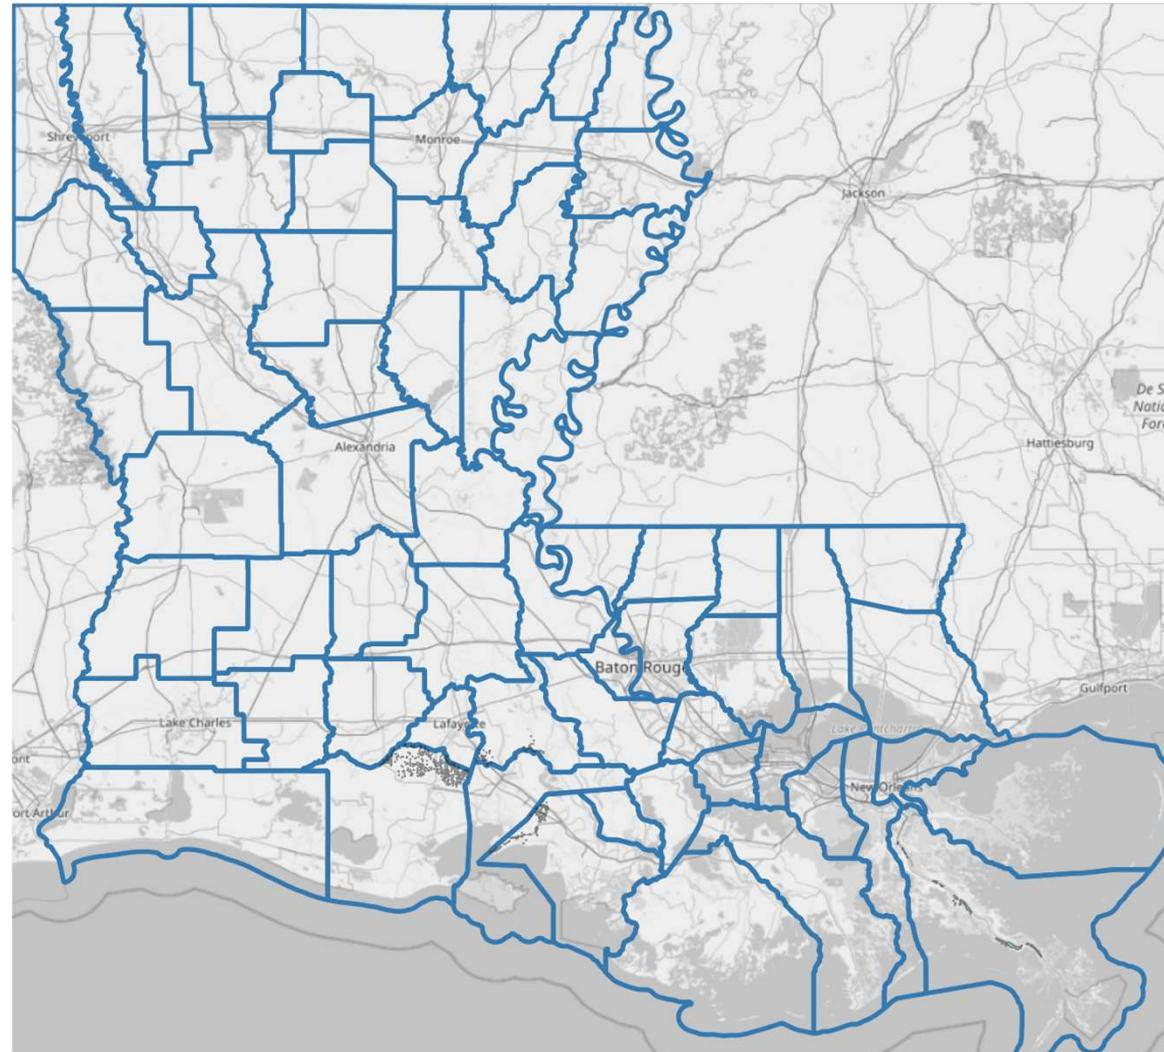 Shreveport
Monroe
Jackson
De S
Natio
Fore
Alexandria
Hattiesburg
Baton Rouge
Gulfport
Lake Charles
Lafayette
Lake Pontchartrain
ont
New Orleans
ort Arthur